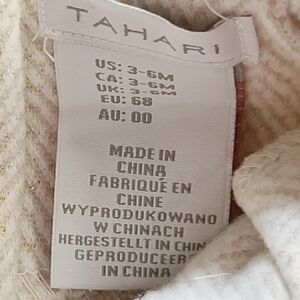 TAHARI
US: 3-6M
CA: 3-6M
UK: 3-6M
EU: 68
AU: 00
MADE IN
CHINA
FABRIQUÉ EN
CHINE
WYPRODUKOWANO
W CHINACH
HERGESTELLT IN CHIN
GEPRODUCEER
IN CHINA